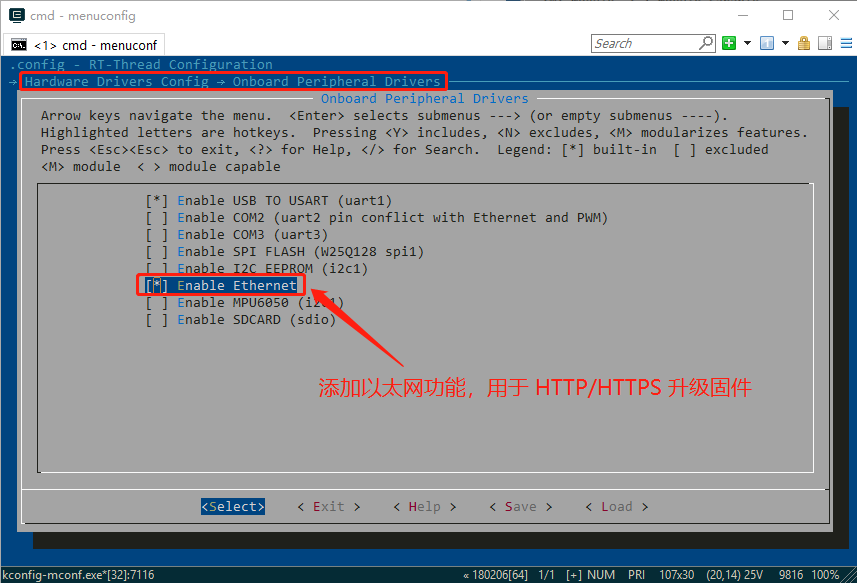 cmd - menuconfig
<1> cmd - menuconf
Search
.config - RT-Thread Configuration
→ Hardware Drivers Config → Onboard Peripheral Drivers
Onboard Peripheral Drivers
Arrow keys navigate the menu.  <Enter> selects submenus ---> (or empty submenus ----).
Highlighted letters are hotkeys.  Pressing <Y> includes, <N> excludes, <M> modularizes features.
Press <Esc><Esc> to exit, <?> for Help, </> for Search.  Legend: [*] built-in  [ ] excluded
<M> module  < > module capable
[*] Enable USB TO USART (uart1)
[ ] Enable COM2 (uart2 pin conflict with Ethernet and PWM)
[ ] Enable COM3 (uart3)
[ ] Enable SPI FLASH (W25Q128 spi1)
[ ] Enable I2C EEPROM (i2c1)
[*] Enable Ethernet
[ ] Enable MPU6050
[ ] Enable SDCARD (sdio)
添加以太网功能，用于 HTTP/HTTPS 升级固件
<Select>    < Exit >    < Help >    < Save >    < Load >
kconfig-mconf.exe*[32]:7116    « 180206[64]  1/1  [+] NUM  PRI  107x30  (20,14) 25V  9816  100%